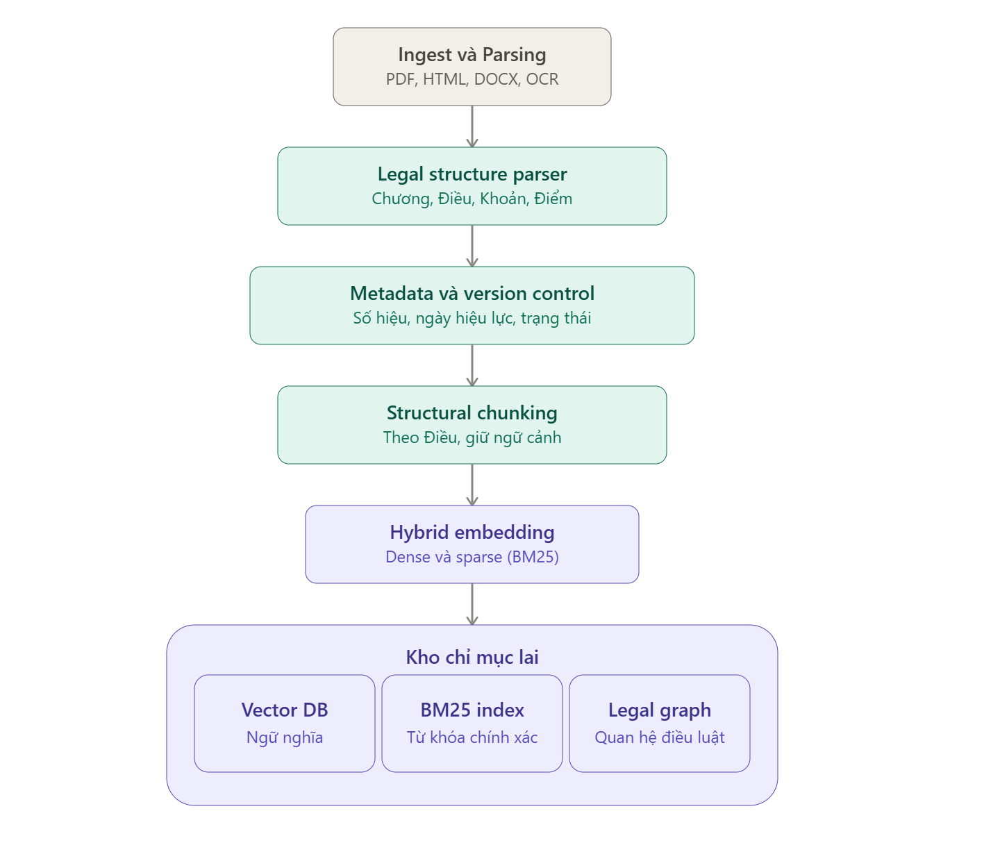 Ingest và Parsing
PDF, HTML, DOCX, OCR
Legal structure parser
Chương, Điều, Khoản, Điểm
Metadata và version control
Số hiệu, ngày hiệu lực, trạng thái
Structural chunking
Theo Điều, giữ ngữ cảnh
Hybrid embedding
Dense và sparse (BM25)
Kho chỉ mục lai
Vector DB
Ngữ nghĩa
BM25 index
Từ khóa chính xác
Legal graph
Quan hệ điều luật